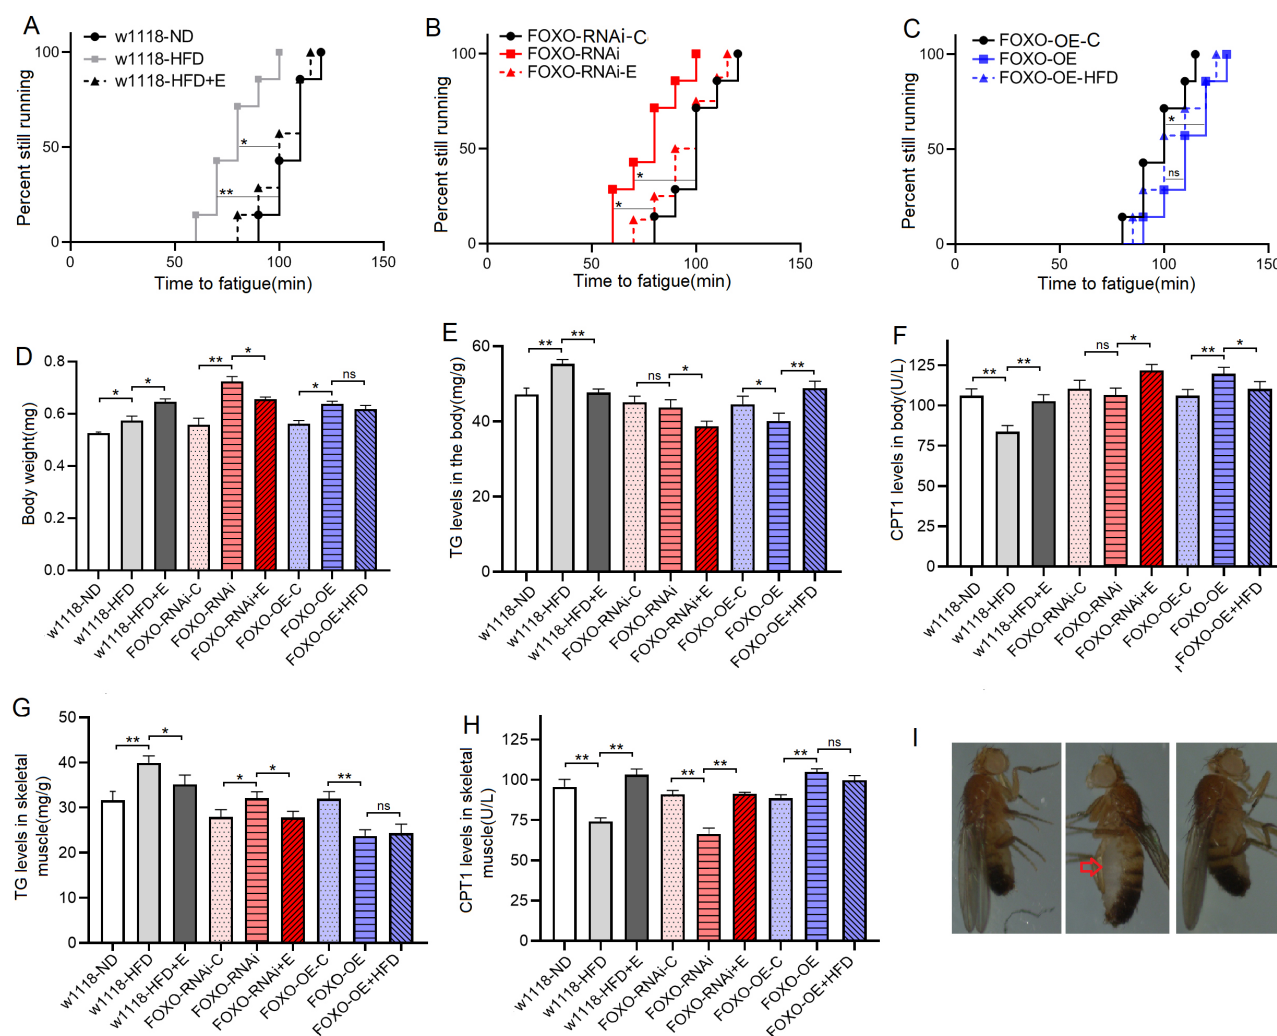 A
w1118-ND
w1118-HFD
w1118-HFD+E
Percent still running
100
50
0
*
**
0
50
100
150
Time to fatigue(min)
B
FOXO-RNAi-C
FOXO-RNAi
FOXO-RNAi-E
Percent still running
100
50
0
*
*
0
50
100
150
Time to fatigue(min)
C
FOXO-OE-C
FOXO-OE
FOXO-OE-HFD
Percent still running
100
50
0
*
ns
0
50
100
150
Time to fatigue(min)
D
Body weight(mg)
0.8
0.6
0.4
0.2
0.0
*
*
**
*
*
ns
w1118-ND
w1118-HFD
w1118-HFD+E
FOXO-RNAi-C
FOXO-RNAi
FOXO-RNAi+E
FOXO-OE-C
FOXO-OE
FOXO-OE+HFD
E
TG levels in the body(mg/g)
60
40
20
0
**
**
ns
*
*
**
w1118-ND
w1118-HFD
w1118-HFD+E
FOXO-RNAi-C
FOXO-RNAi
FOXO-RNAi+E
FOXO-OE-C
FOXO-OE
FOXO-OE+HFD
F
CPT1 levels in body(U/L)
125
100
75
50
25
0
**
**
ns
*
**
*
w1118-ND
w1118-HFD
w1118-HFD+E
FOXO-RNAi-C
FOXO-RNAi
FOXO-RNAi+E
FOXO-OE-C
FOXO-OE
FOXO-OE+HFD
G
TG levels in skeletal
muscle(mg/g)
50
40
30
20
10
0
**
*
*
*
**
ns
w1118-ND
w1118-HFD
w1118-HFD+E
FOXO-RNAi-C
FOXO-RNAi
FOXO-RNAi+E
FOXO-OE-C
FOXO-OE
FOXO-OE+HFD
H
CPT1 levels in skeletal
muscle(U/L)
125
100
75
50
25
0
**
**
**
**
**
ns
w1118-ND
w1118-HFD
w1118-HFD+E
FOXO-RNAi-C
FOXO-RNAi
FOXO-RNAi+E
FOXO-OE-C
FOXO-OE
FOXO-OE+HFD
I